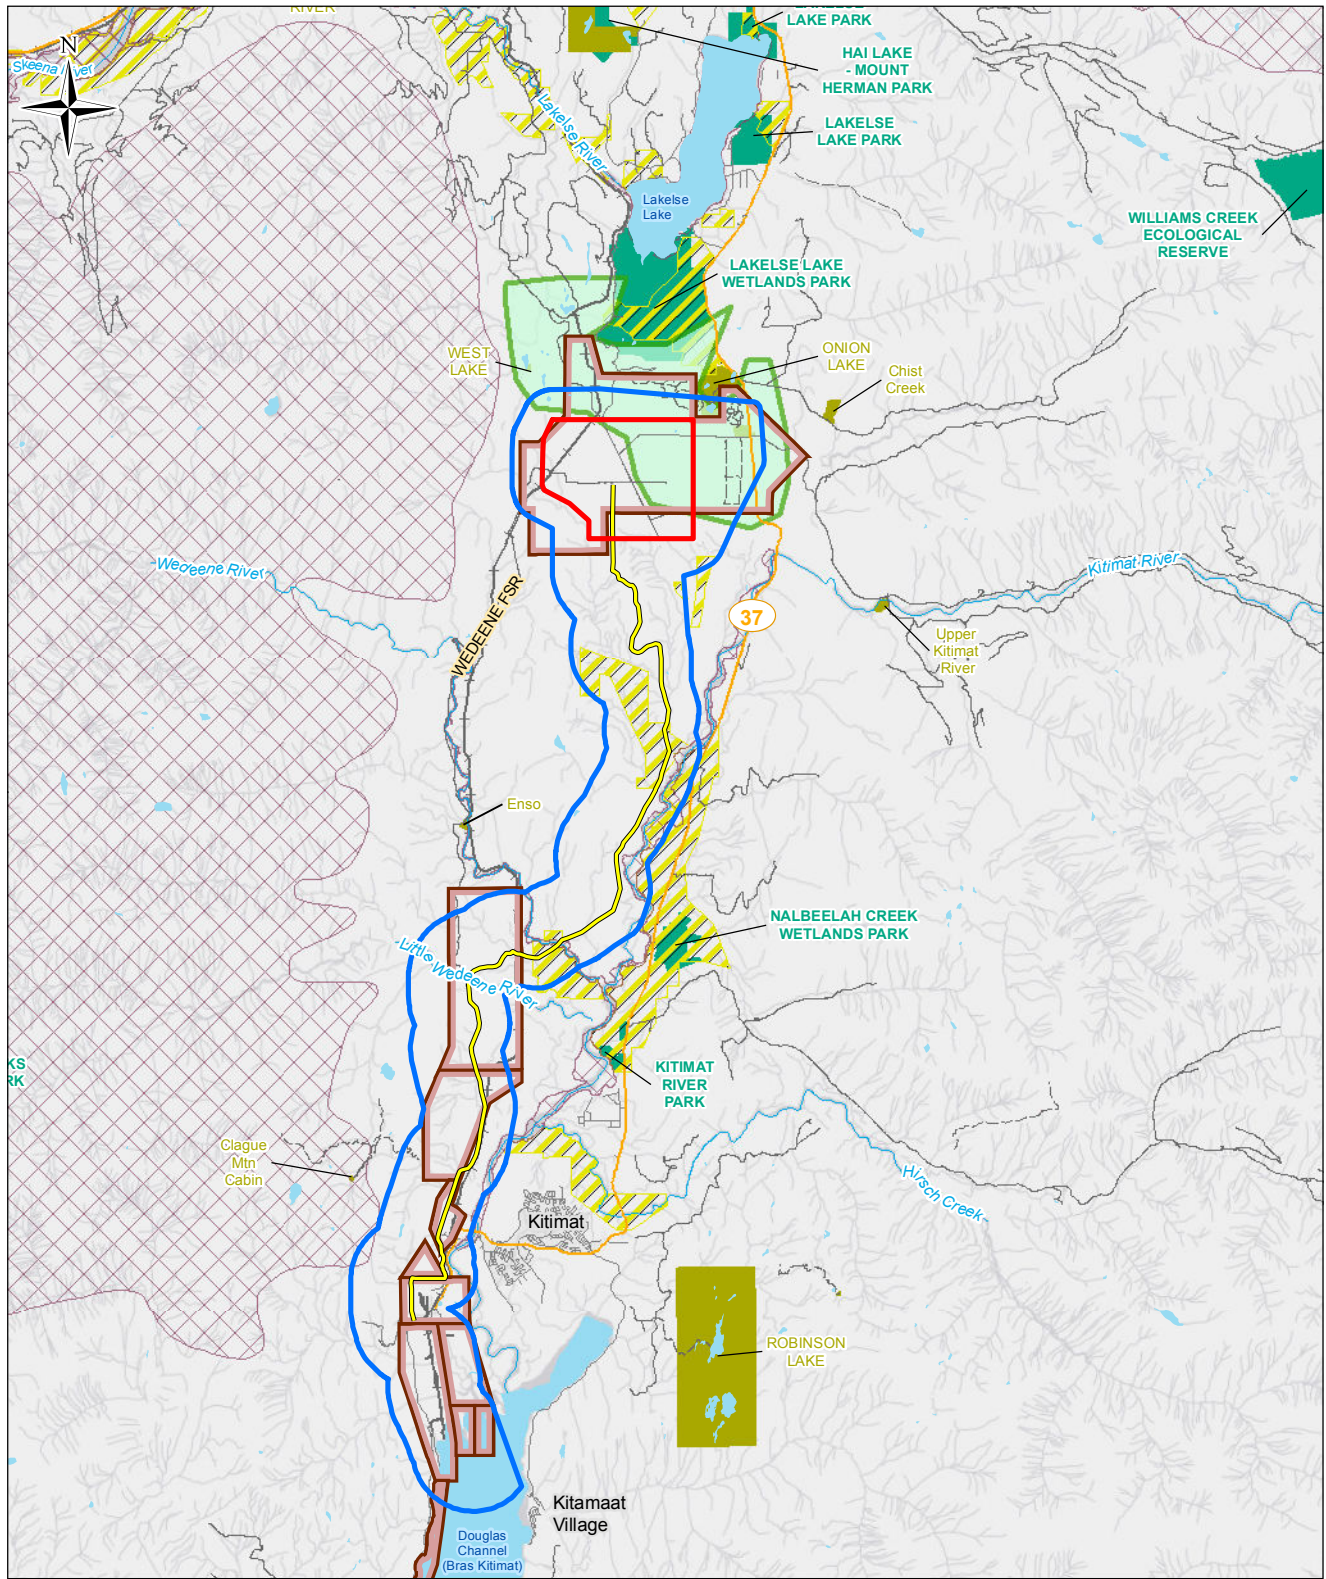 RIVER
LAKE PARK
N
Skeena River
HAI LAKE
- MOUNT
HERMAN PARK
Lakelse River
LAKELSE
LAKE PARK
Lakelse
Lake
WILLIAMS CREEK
ECOLOGICAL
RESERVE
LAKELSE LAKE
WETLANDS PARK
WEST
LAKE
ONION
LAKE
Chist
Creek
Wedeene River
Kitimat River
WEDEENE FSR
37
Upper
Kitimat
River
Enso
NALBEELAH CREEK
WETLANDS PARK
Little Wedeene River
KS
RK
KITIMAT
RIVER
PARK
Clague
Mtn
Cabin
Hirsch Creek
Kitimat
ROBINSON
LAKE
Kitamaat
Village
Douglas
Channel
(Bras Kitimat)